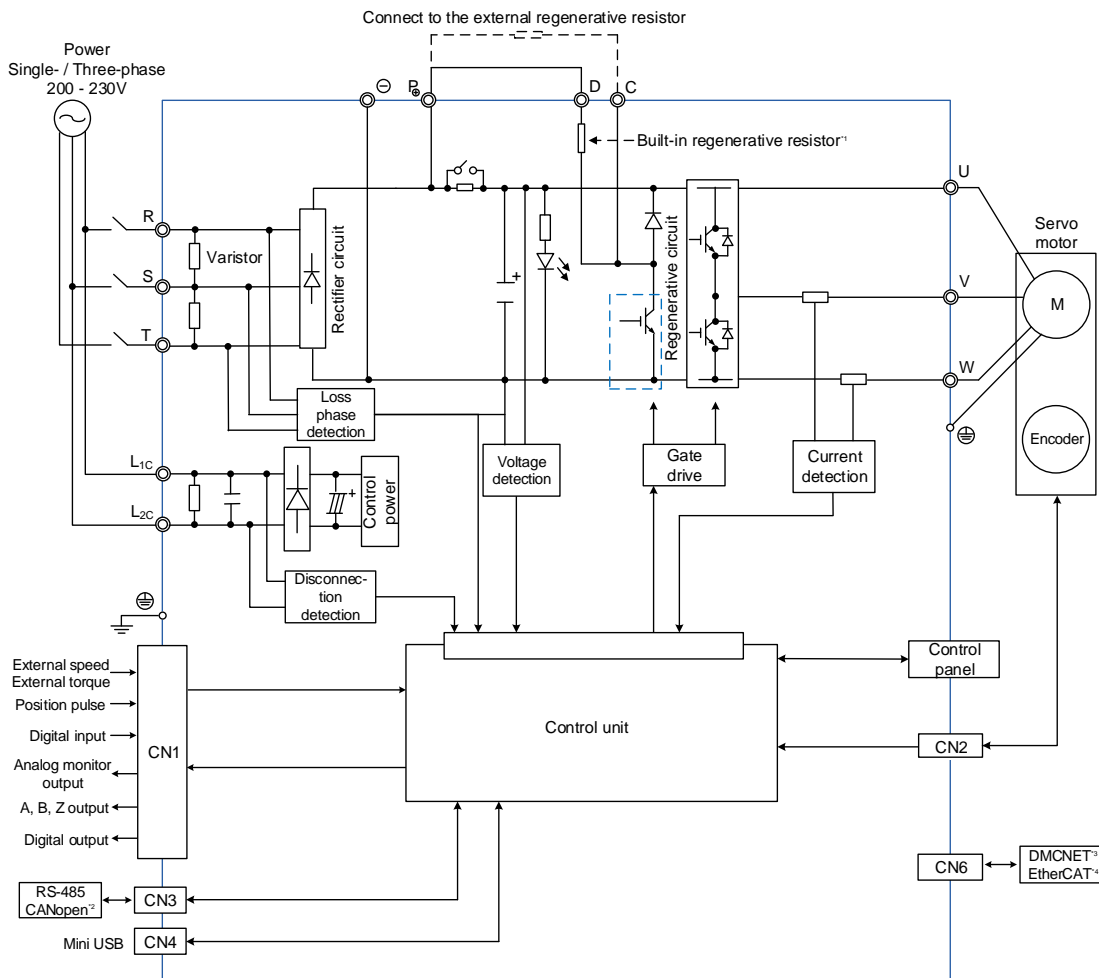 Connect to the external regenerative resistor
Power
Single- / Three-phase
200 - 230V
⊖
P⊕
D
C
Built-in regenerative resistor*1
U
R
Varistor
Rectifier circuit
Regenerative circuit
Servo
motor
S
V
M
T
W
Loss
phase
detection
Encoder
L1C
Voltage
detection
Gate
drive
Current
detection
Control
power
L2C
Disconnec-
tion
detection
External speed
External torque
Position pulse
Digital input
CN1
Analog monitor
output
A, B, Z output
Digital output
Control unit
Control
panel
CN2
CN6
DMCNET*3
EtherCAT*4
RS-485
CANopen*2
CN3
Mini USB
CN4